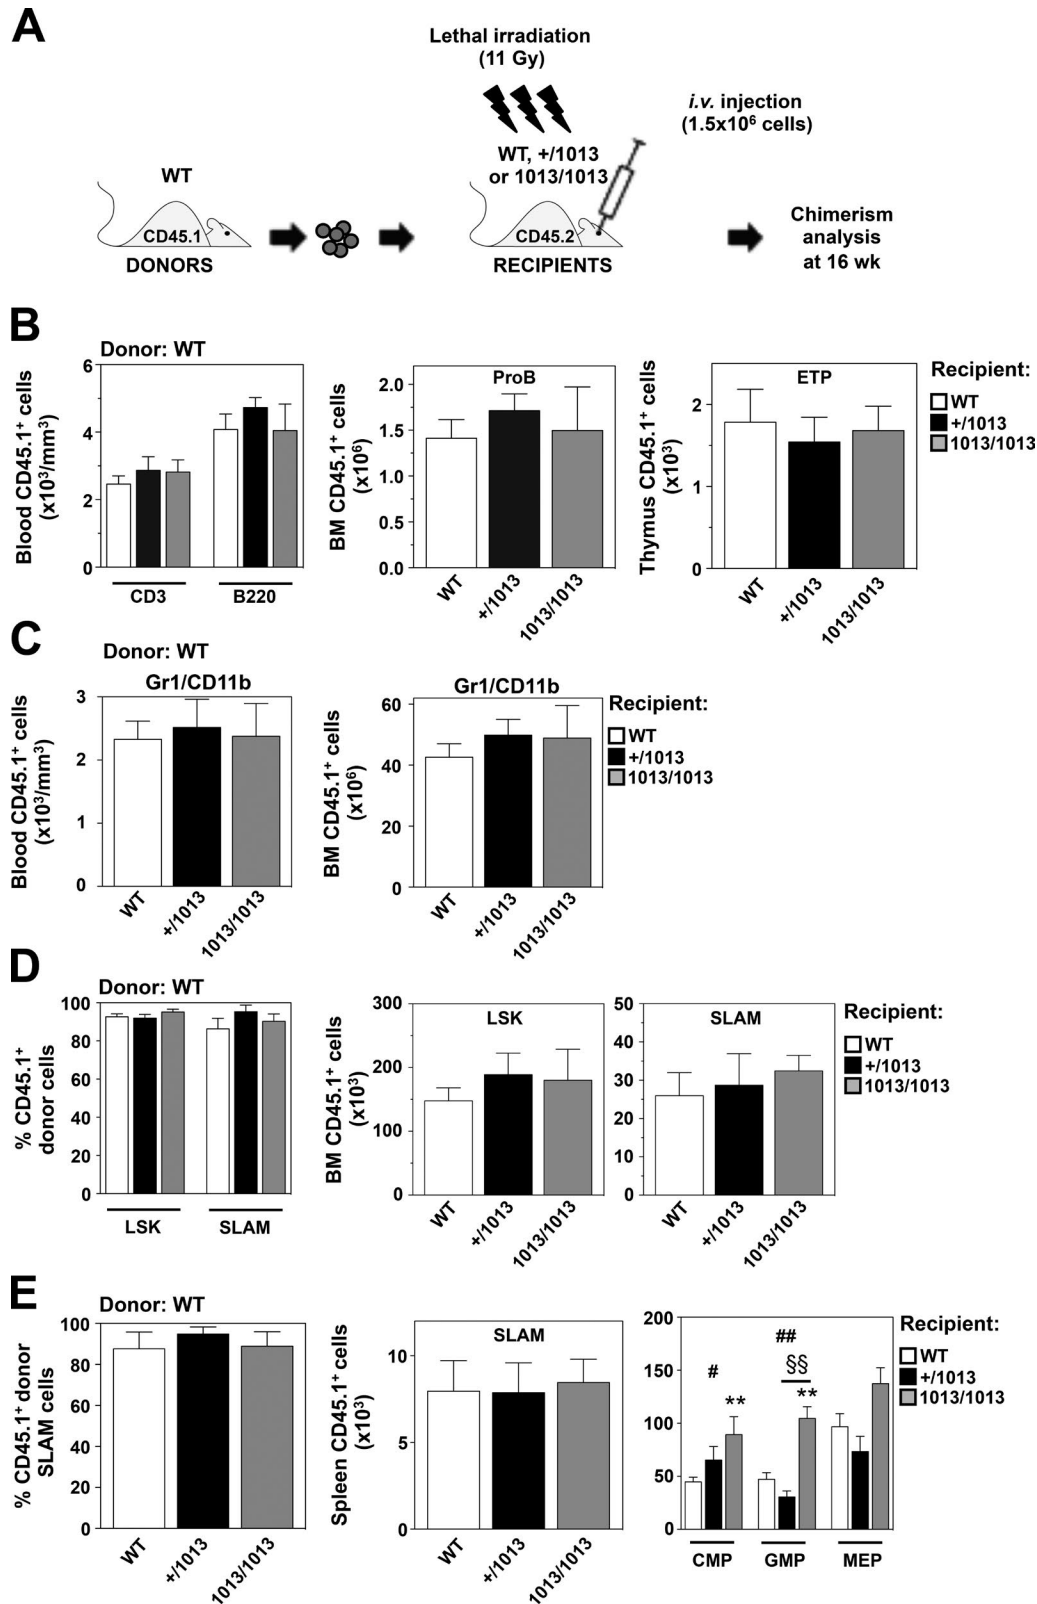 A
Lethal irradiation
(11 Gy)
i.v. injection
(1.5x10⁶ cells)
WT, +/1013
or 1013/1013
WT
CD45.1
DONORS
CD45.2
RECIPIENTS
Chimerism
analysis
at 16 wk
B
Donor: WT
Blood CD45.1⁺ cells
(x10³/mm³)
6
4
2
0
CD3
B220
BM CD45.1⁺ cells
(x10⁶)
ProB
2.0
1.5
1.0
0.5
0.0
WT
+/1013
1013/1013
Thymus CD45.1⁺ cells
(x10³)
ETP
2
1
0
WT
+/1013
1013/1013
Recipient:
WT
+/1013
1013/1013
C
Donor: WT
Gr1/CD11b
Blood CD45.1⁺ cells
(x10³/mm³)
3
2
1
0
WT
+/1013
1013/1013
Gr1/CD11b
BM CD45.1⁺ cells
(x10⁶)
60
40
20
0
WT
+/1013
1013/1013
Recipient:
WT
+/1013
1013/1013
D
Donor: WT
% CD45.1⁺
donor cells
100
80
60
40
20
0
LSK
SLAM
BM CD45.1⁺ cells
(x10³)
LSK
300
200
100
0
WT
+/1013
1013/1013
SLAM
50
40
30
20
10
0
WT
+/1013
1013/1013
Recipient:
WT
+/1013
1013/1013
E
Donor: WT
% CD45.1⁺ donor
SLAM cells
100
80
60
40
20
0
WT
+/1013
1013/1013
Spleen CD45.1⁺ cells
(x10³)
SLAM
10
5
0
WT
+/1013
1013/1013
200
150
100
50
0
#
**
##
§§
**
CMP
GMP
MEP
Recipient:
WT
+/1013
1013/1013